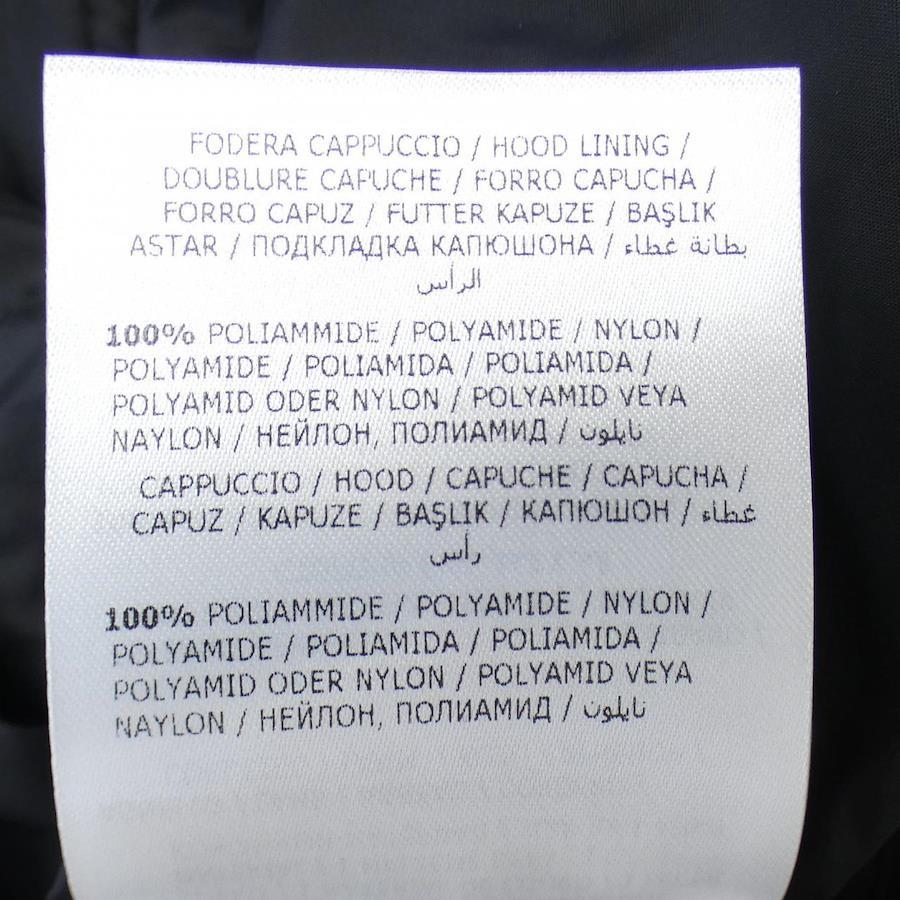 FODERA CAPPUCCIO / HOOD LINING /
DOUBLURE CAPUCHE / FORRO CAPUCHA /
FORRO CAPUZ / FUTTER KAPUZE / BAŞLIK
ASTAR / ПОДКЛАДКА КАПЮШОНА / بطانة غطاء
الرأس
100% POLIAMMIDE / POLYAMIDE / NYLON /
POLYAMIDE / POLIAMIDA / POLIAMIDA /
POLYAMID ODER NYLON / POLYAMID VEYA
NAYLON / НЕЙЛОН, ПОЛИАМИД / نايلون
CAPPUCCIO / HOOD / CAPUCHE / CAPUCHA /
CAPUZ / KAPUZE / BAŞLIK / КАПЮШОН / غطاء
رأس
100% POLIAMMIDE / POLYAMIDE / NYLON /
POLYAMIDE / POLIAMIDA / POLIAMIDA /
POLYAMID ODER NYLON / POLYAMID VEYA
NAYLON / НЕЙЛОН, ПОЛИАМИД / نايلون